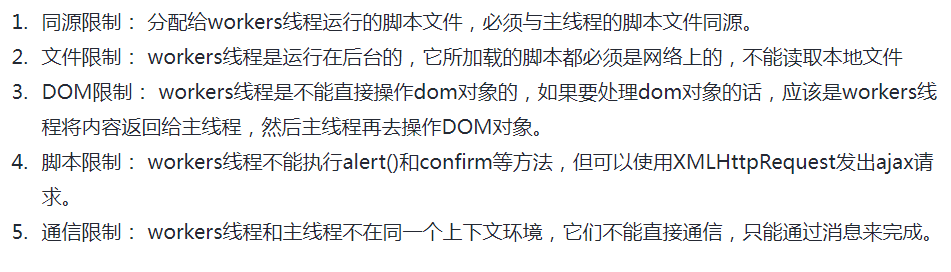 1. 同源限制： 分配给workers线程运行的脚本文件，必须与主线程的脚本文件同源。
2. 文件限制： workers线程是运行在后台的，它所加载的脚本都必须是网络上的，不能读取本地文件
3. DOM限制： workers线程是不能直接操作dom对象的，如果要处理dom对象的话，应该是workers线
程将内容返回给主线程，然后主线程再去操作DOM对象。
4. 脚本限制： workers线程不能执行alert()和confirm等方法，但可以使用XMLHttpRequest发出ajax请
求。
5. 通信限制： workers线程和主线程不在同一个上下文环境，它们不能直接通信，只能通过消息来完成。